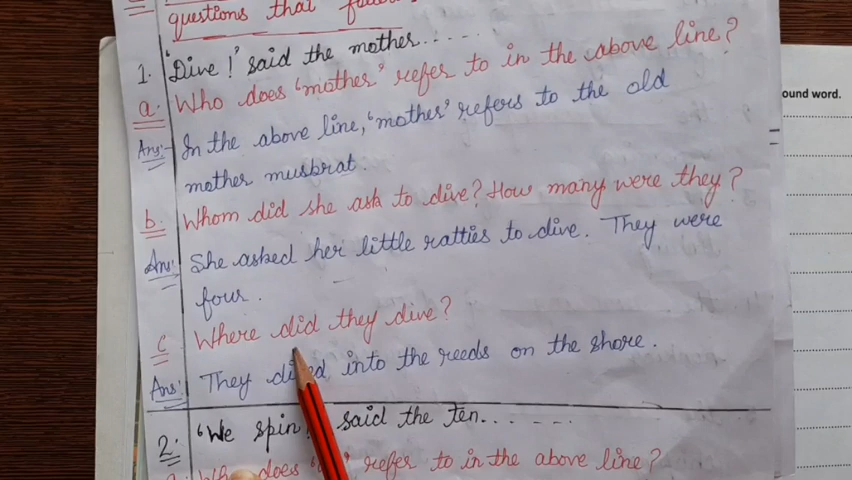 questions that
1. 'Dive!' said the mother......
a. Who does 'mother' refer to in the above line?
Ans:- In the above line, 'mother' refers to the old
mother muskrat.
b. Whom did she ask to dive? How many were they?
Ans: She asked her little ratties to dive. They were
four.
c Where did they dive?
Ans: They dived into the reeds on the shore.
2. 'We spin said the ten.......
does refer to in the above line?
ound word.